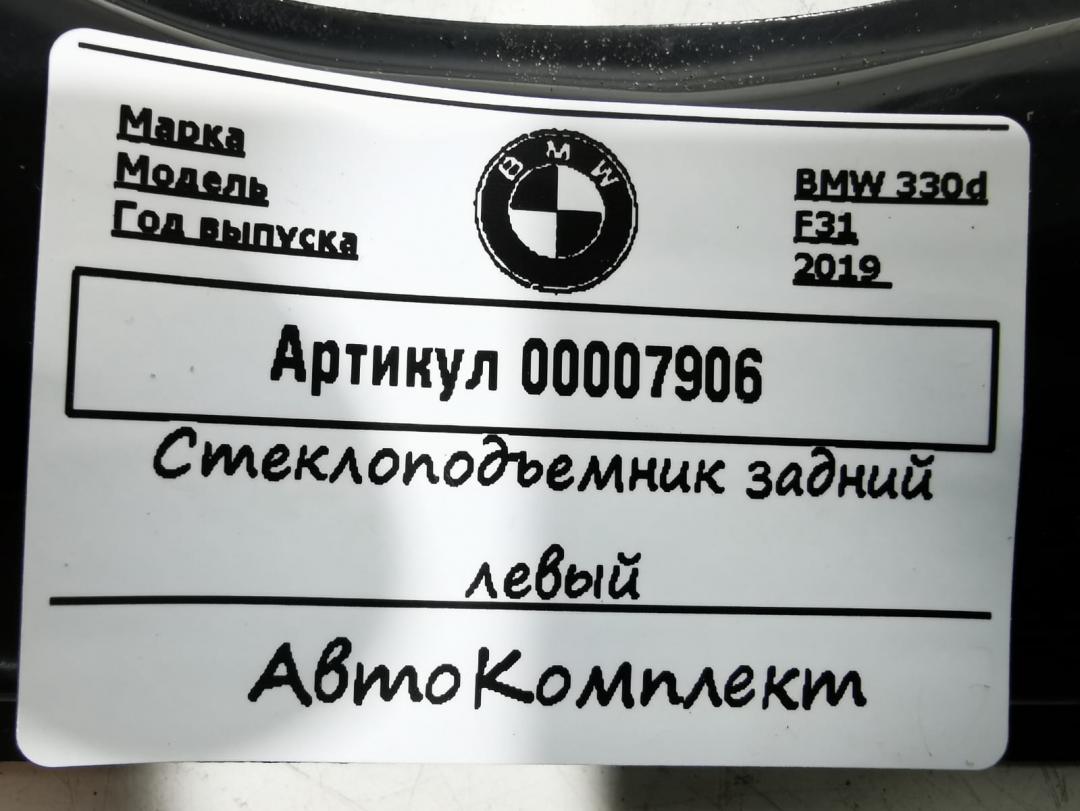 Марка
Модель
Год выпуска
BMW
BMW 330d
F31
2019
Артикул 00007906
Стеклоподъемник задний
левый
АвтоКомплект